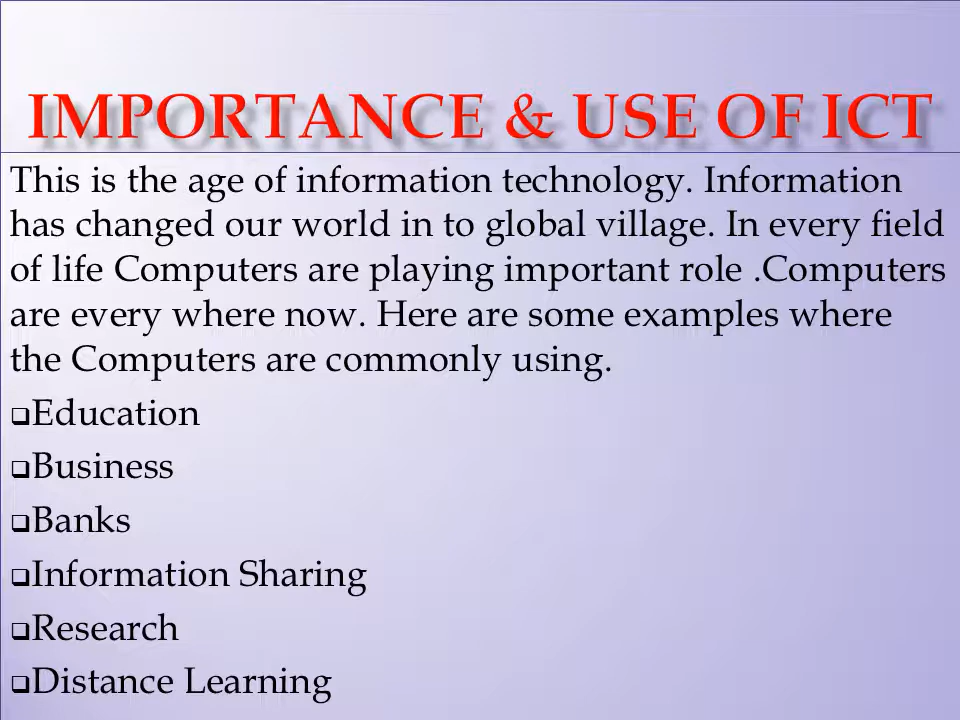 IMPORTANCE & USE OF ICT
This is the age of information technology. Information
has changed our world in to global village. In every field
of life Computers are playing important role .Computers
are every where now. Here are some examples where
the Computers are commonly using.
❑Education
❑Business
❑Banks
❑Information Sharing
❑Research
❑Distance Learning